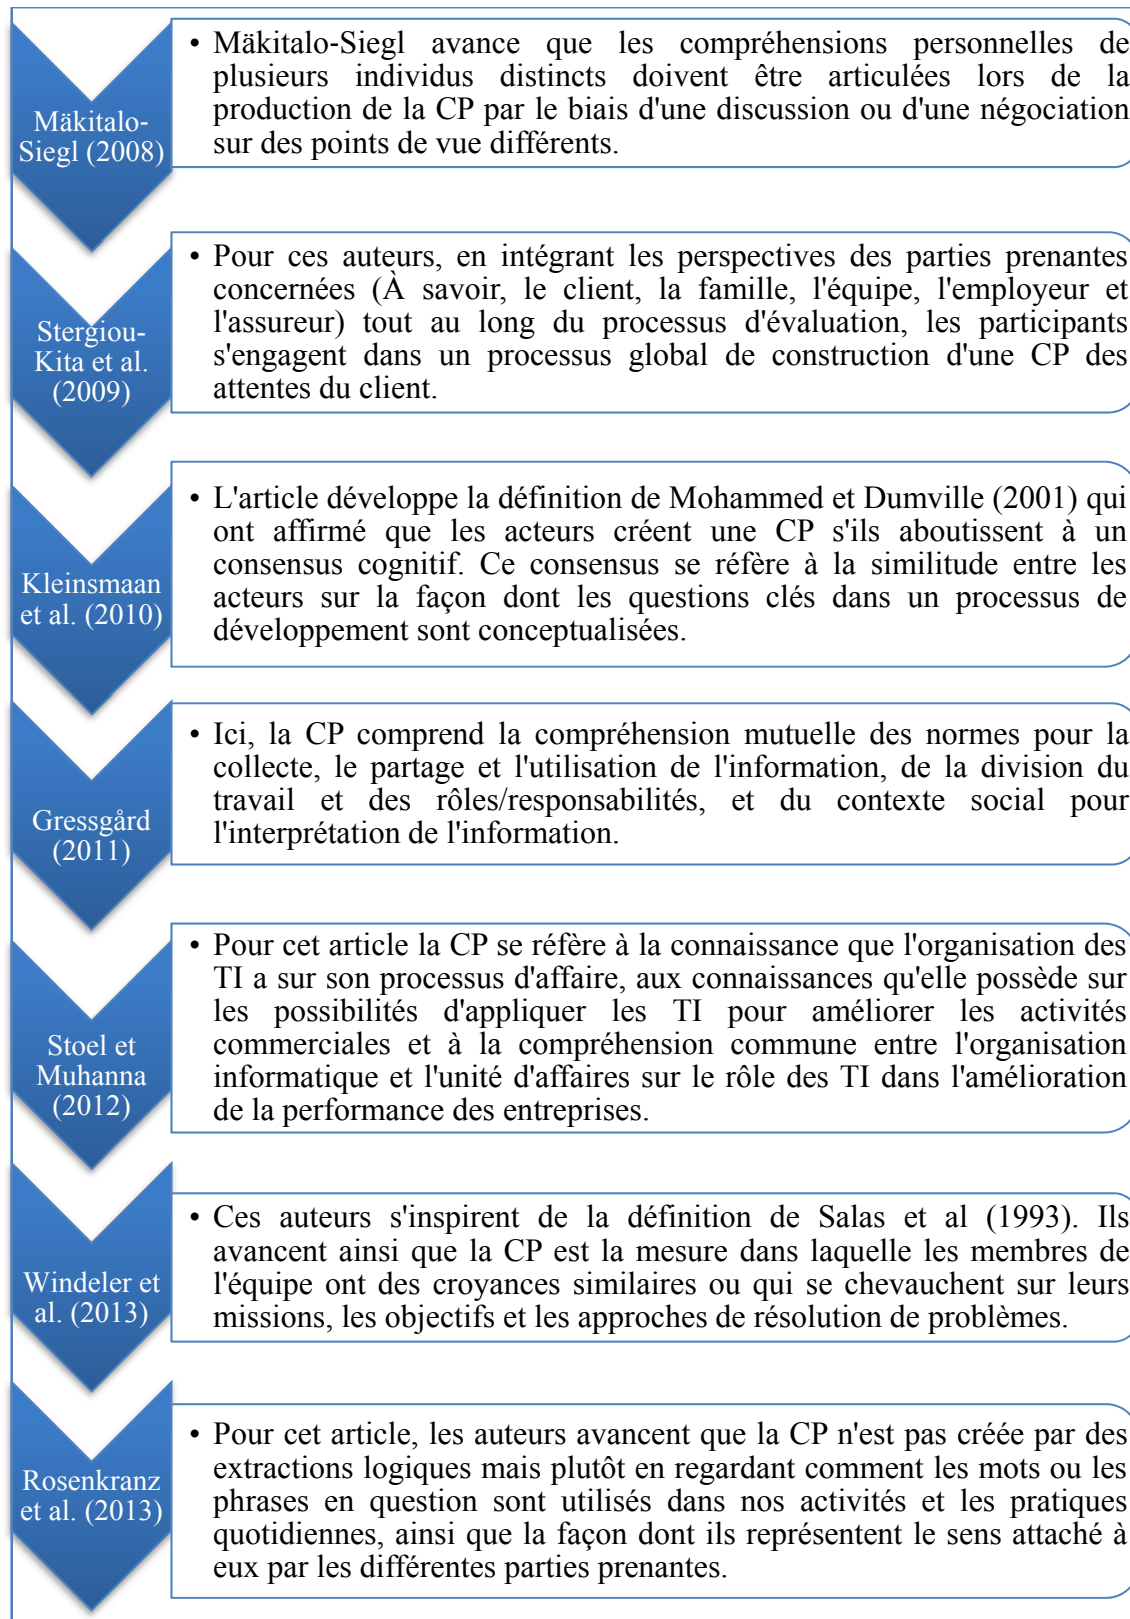 Mäkitalo-
Siegl (2008)
• Mäkitalo-Siegl avance que les compréhensions personnelles de
plusieurs individus distincts doivent être articulées lors de la
production de la CP par le biais d'une discussion ou d'une négociation
sur des points de vue différents.
Stergiou-
Kita et al.
(2009)
• Pour ces auteurs, en intégrant les perspectives des parties prenantes
concernées (À savoir, le client, la famille, l'équipe, l'employeur et
l'assureur) tout au long du processus d'évaluation, les participants
s'engagent dans un processus global de construction d'une CP des
attentes du client.
Kleinsmaan
et al. (2010)
• L'article développe la définition de Mohammed et Dumville (2001) qui
ont affirmé que les acteurs créent une CP s'ils aboutissent à un
consensus cognitif. Ce consensus se réfère à la similitude entre les
acteurs sur la façon dont les questions clés dans un processus de
développement sont conceptualisées.
Gressgård
(2011)
• Ici, la CP comprend la compréhension mutuelle des normes pour la
collecte, le partage et l'utilisation de l'information, de la division du
travail et des rôles/responsabilités, et du contexte social pour
l'interprétation de l'information.
Stoel et
Muhanna
(2012)
• Pour cet article la CP se réfère à la connaissance que l'organisation des
TI a sur son processus d'affaire, aux connaissances qu'elle possède sur
les possibilités d'appliquer les TI pour améliorer les activités
commerciales et à la compréhension commune entre l'organisation
informatique et l'unité d'affaires sur le rôle des TI dans l'amélioration
de la performance des entreprises.
Windeler et
al. (2013)
• Ces auteurs s'inspirent de la définition de Salas et al (1993). Ils
avancent ainsi que la CP est la mesure dans laquelle les membres de
l'équipe ont des croyances similaires ou qui se chevauchent sur leurs
missions, les objectifs et les approches de résolution de problèmes.
Rosenkranz
et al. (2013)
• Pour cet article, les auteurs avancent que la CP n'est pas créée par des
extractions logiques mais plutôt en regardant comment les mots ou les
phrases en question sont utilisés dans nos activités et les pratiques
quotidiennes, ainsi que la façon dont ils représentent le sens attaché à
eux par les différentes parties prenantes.